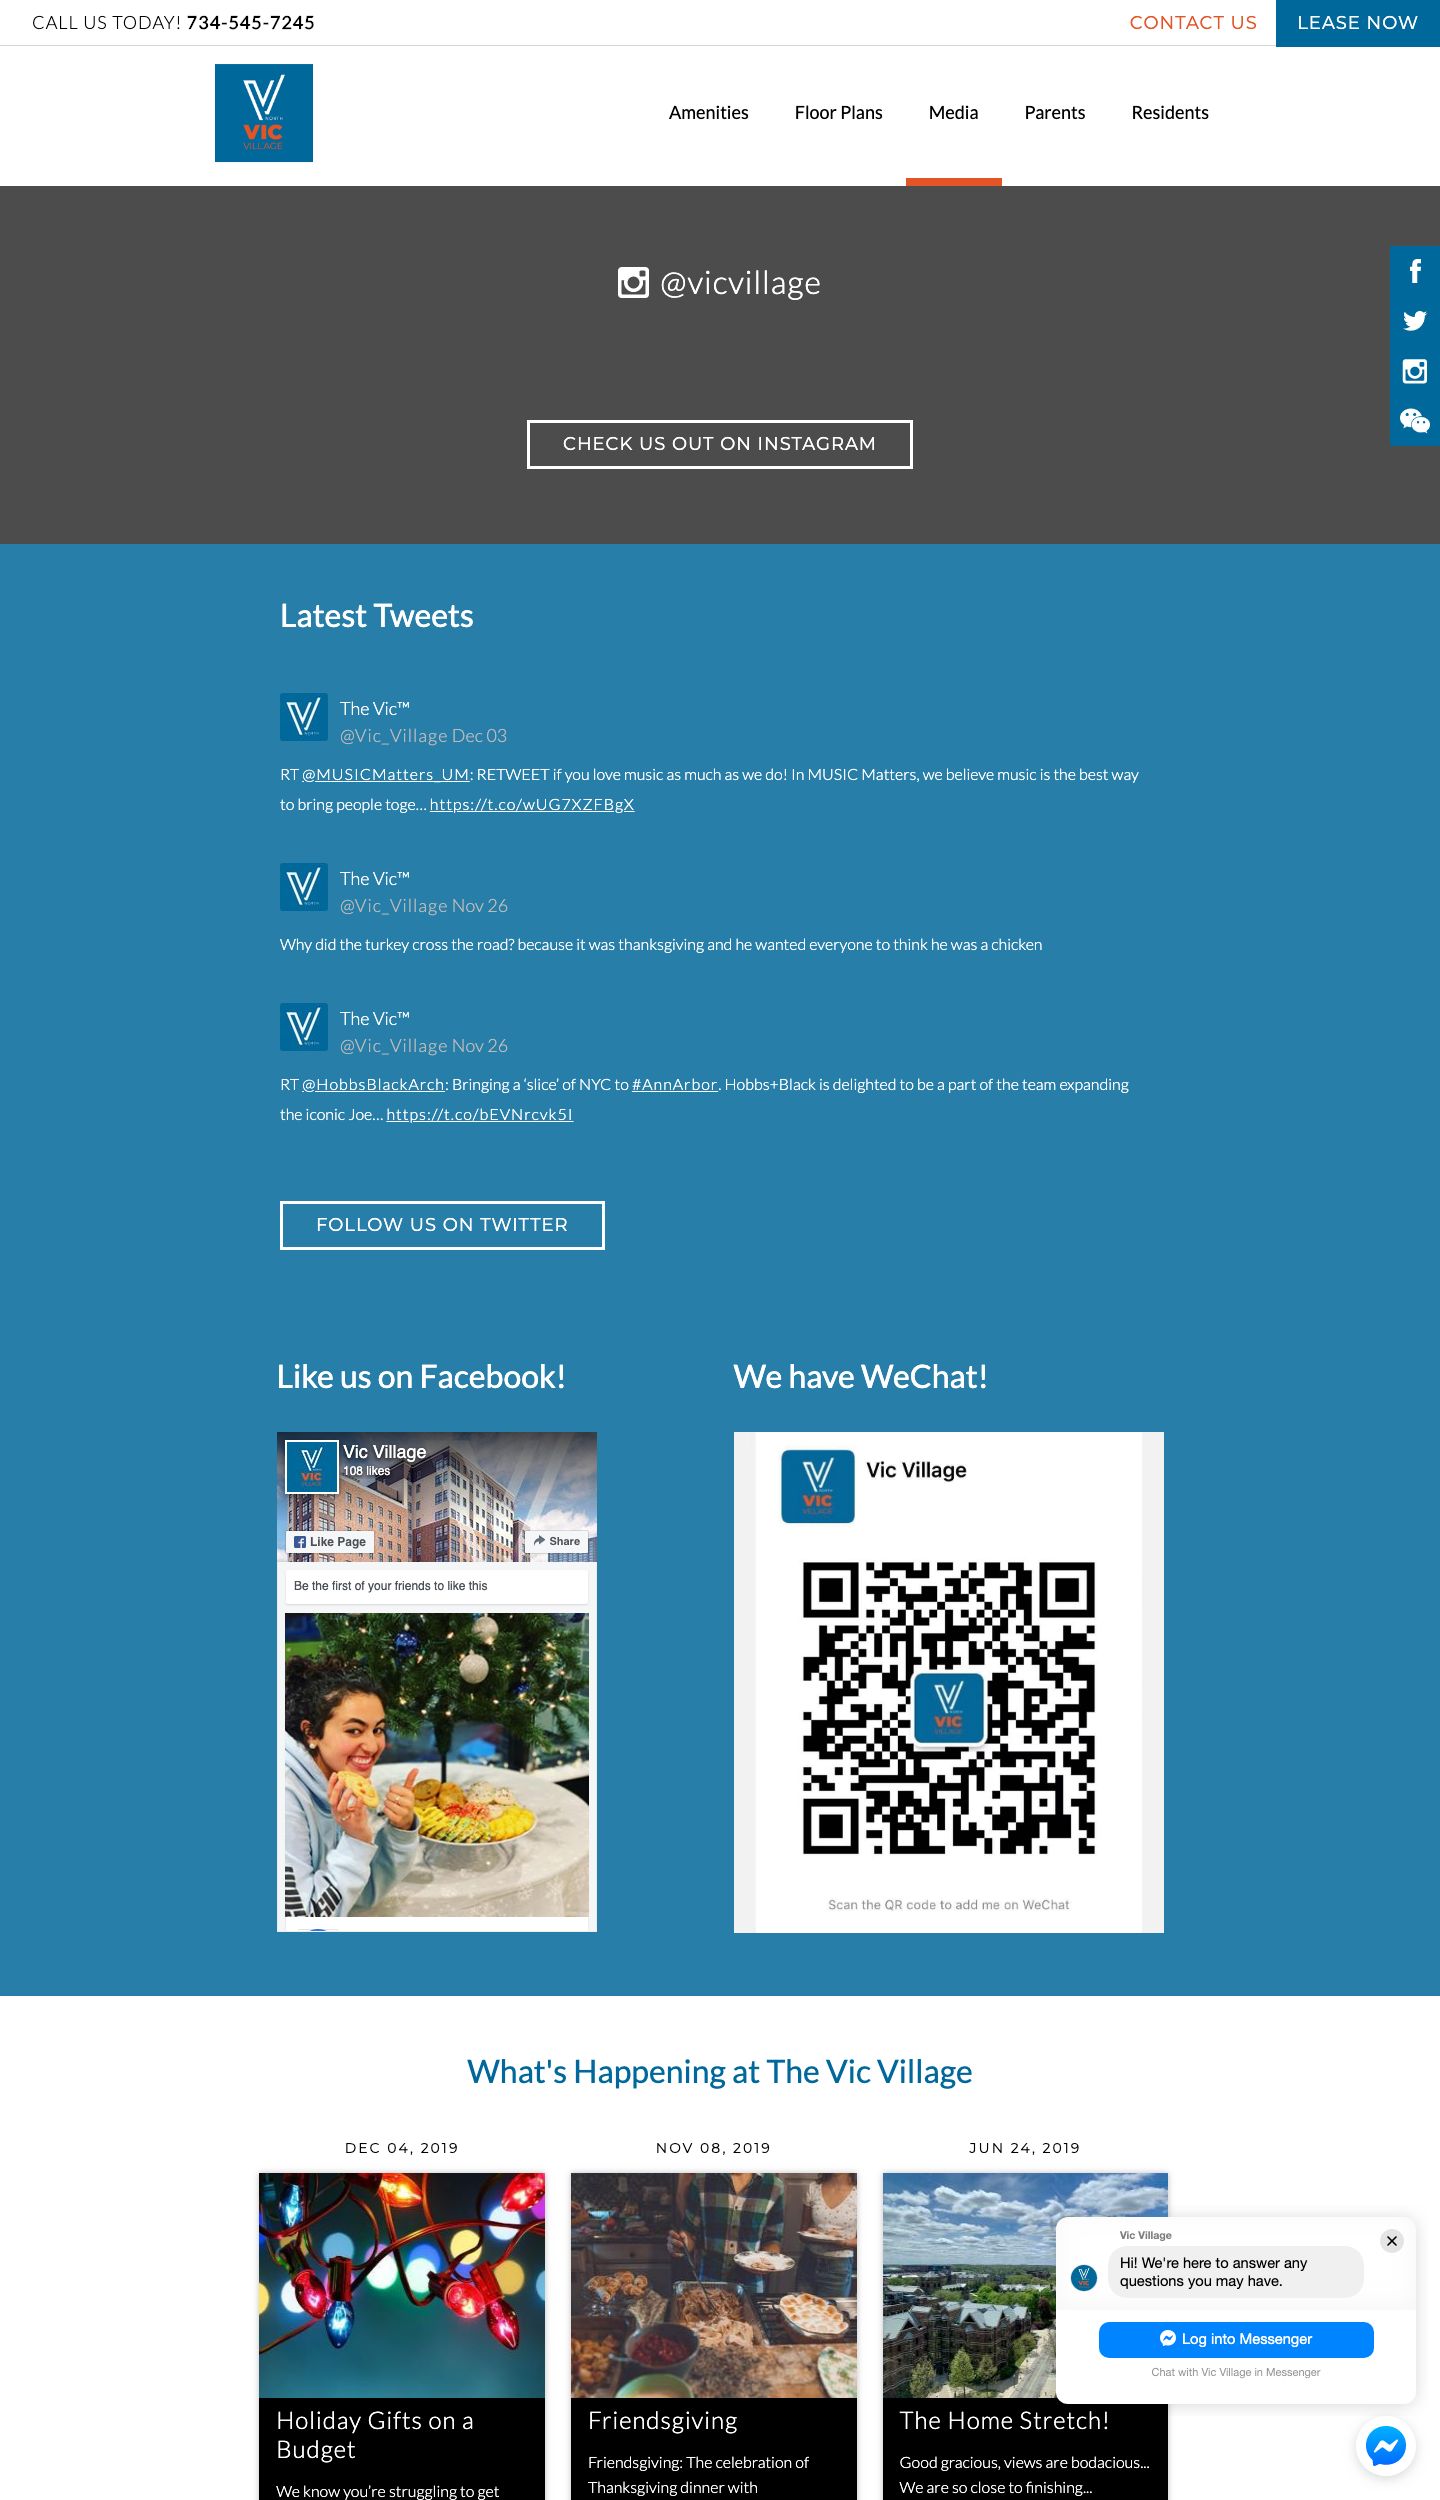 CALL US TODAY! 734-545-7245
CONTACT US
LEASE NOW
V
NORTH
VIC
VILLAGE
Amenities
Floor Plans
Media
Parents
Residents
@vicvillage
CHECK US OUT ON INSTAGRAM
Latest Tweets
The Vic™
@Vic_Village Dec 03
RT @MUSICMatters_UM: RETWEET if you love music as much as we do! In MUSIC Matters, we believe music is the best way
to bring people toge… https://t.co/wUG7XZFBgX
The Vic™
@Vic_Village Nov 26
Why did the turkey cross the road? because it was thanksgiving and he wanted everyone to think he was a chicken
The Vic™
@Vic_Village Nov 26
RT @HobbsBlackArch: Bringing a ‘slice’ of NYC to #AnnArbor. Hobbs+Black is delighted to be a part of the team expanding
the iconic Joe… https://t.co/bEVNrcvk5I
FOLLOW US ON TWITTER
Like us on Facebook!
Vic Village
108 likes
Like Page
Share
Be the first of your friends to like this
We have WeChat!
Vic Village
VIC
Scan the QR code to add me on WeChat
What's Happening at The Vic Village
DEC 04, 2019
Holiday Gifts on a
Budget
We know you’re struggling to get
NOV 08, 2019
Friendsgiving
Friendsgiving: The celebration of
Thanksgiving dinner with
JUN 24, 2019
The Home Stretch!
Good gracious, views are bodacious...
We are so close to finishing...
Vic Village
Hi! We're here to answer any
questions you may have.
Log into Messenger
Chat with Vic Village in Messenger